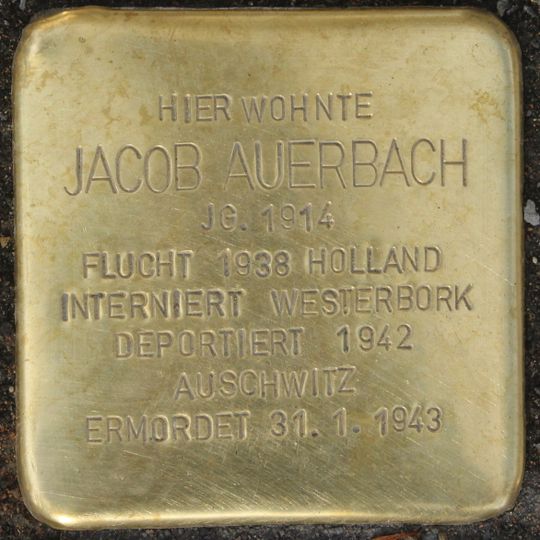 HIER WOHNTE
JACOB AUERBACH
JG. 1914
FLUCHT 1938 HOLLAND
INTERNIERT WESTERBORK
DEPORTIERT 1942
AUSCHWITZ
ERMORDET 31. 1. 1943